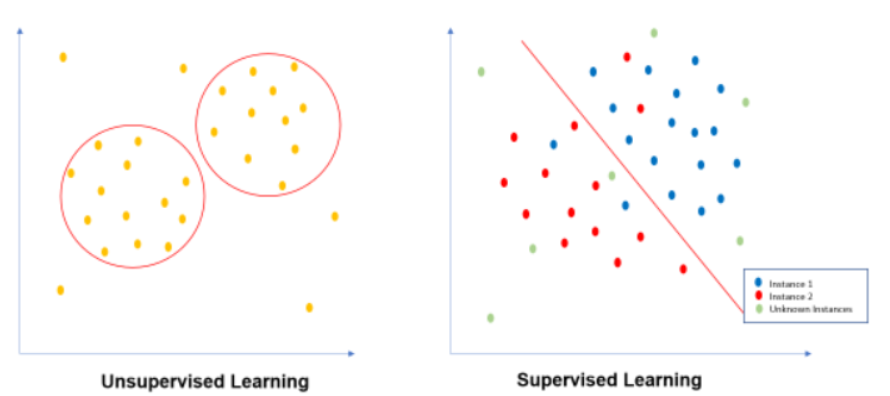 Instance 1
Instance 2
Unknown Instances
Unsupervised Learning
Supervised Learning